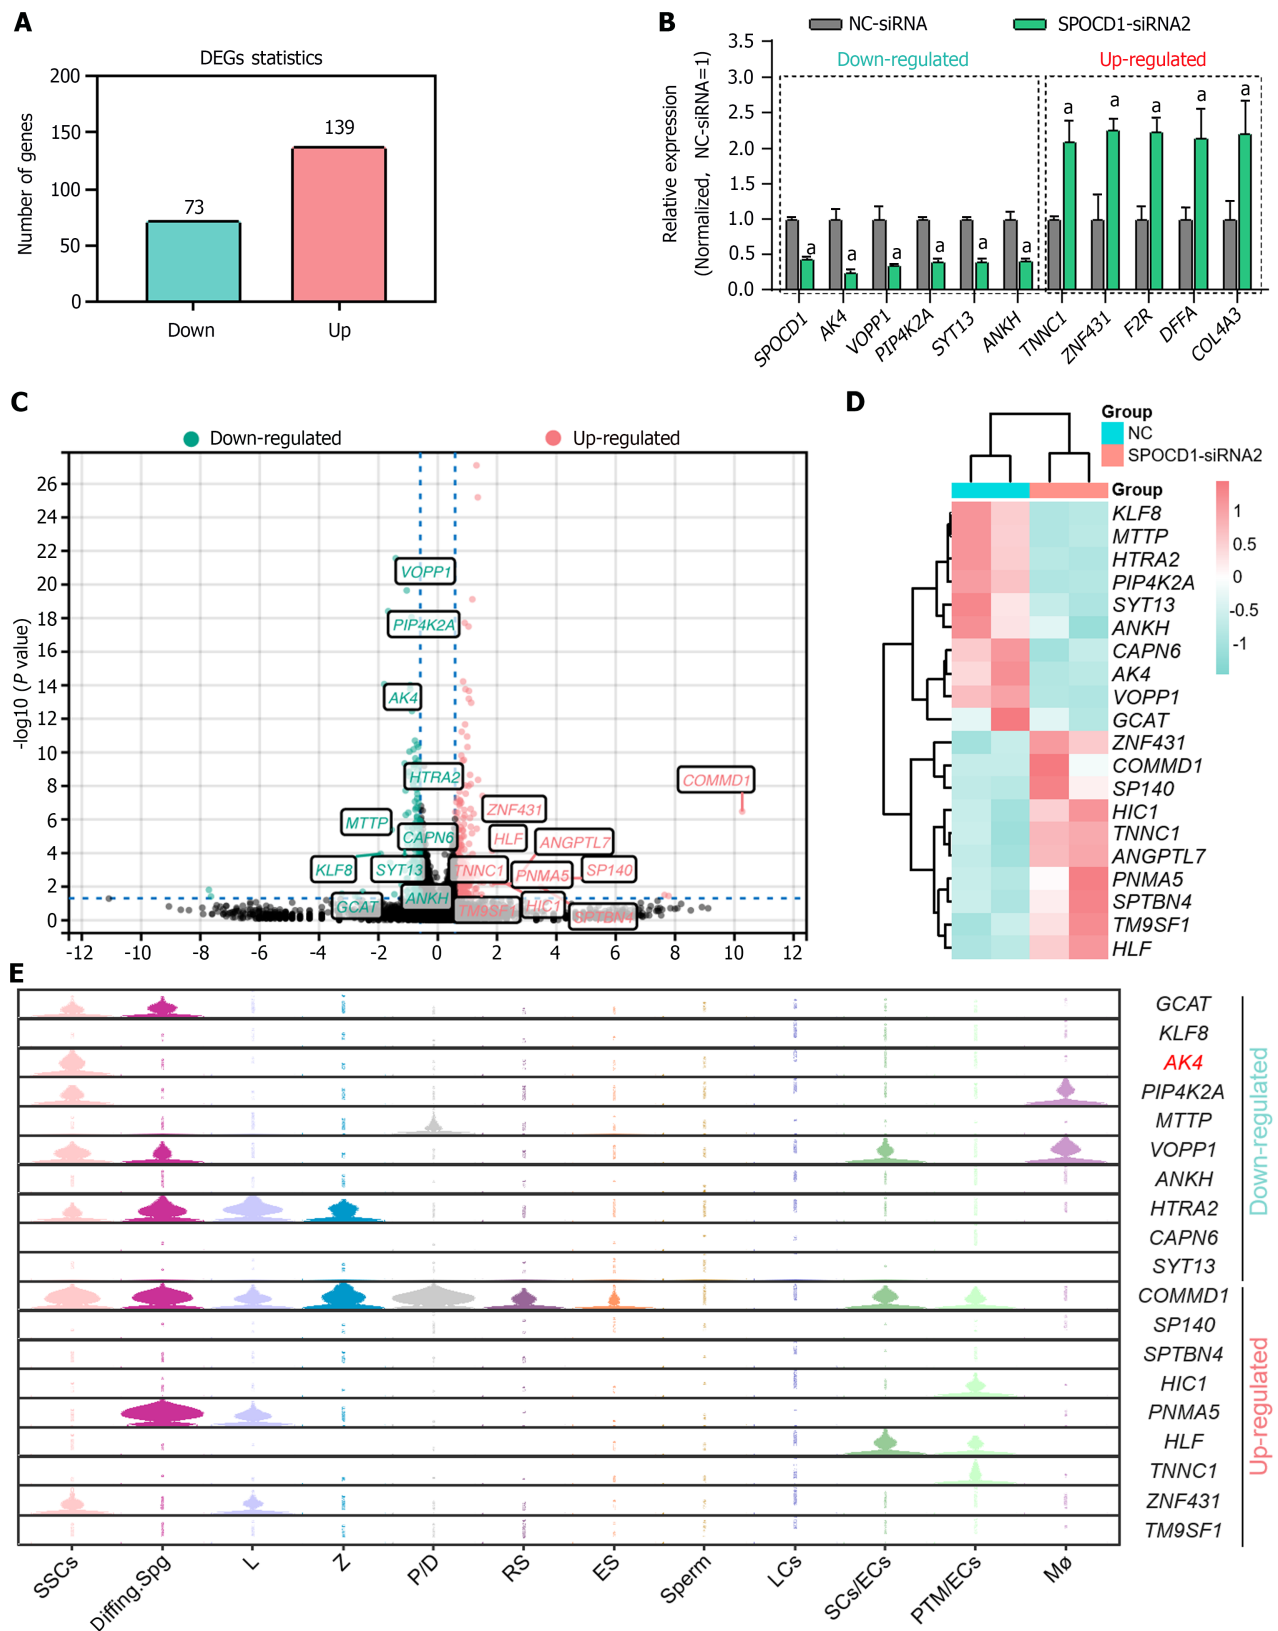 A
DEGs statistics
Number of genes
200
150
100
50
0
73
139
Down
Up
B
NC-siRNA
SPOCD1-siRNA2
Relative expression
(Normalized, NC-siRNA=1)
3.5
3.0
2.5
2.0
1.5
1.0
0.5
0.0
Down-regulated
Up-regulated
a a a a a a a a a a a
SPOCD1
AK4
VOPP1
PIP4K2A
SYT13
ANKH
TNNC1
ZNF431
F2R
DFFA
COL4A3
C
Down-regulated
Up-regulated
-log10 (P value)
26
24
22
20
18
16
14
12
10
8
6
4
2
0
VOPP1
PIP4K2A
AK4
HTRA2
COMMD1
MTTP
ZNF431
CAPN6
HLF
ANGPTL7
KLF8
SYT13
TNNC1
PNMA5
SP140
GCAT
ANKH
TM9SF1
HIC1
SPTBN4
-12 -10 -8 -6 -4 -2 0 2 4 6 8 10 12
D
Group
NC
SPOCD1-siRNA2
Group
KLF8
MTTP
HTRA2
PIP4K2A
SYT13
ANKH
CAPN6
AK4
VOPP1
GCAT
ZNF431
COMMD1
SP140
HIC1
TNNC1
ANGPTL7
PNMA5
SPTBN4
TM9SF1
HLF
1
0.5
0
-0.5
-1
E
GCAT
KLF8
AK4
PIP4K2A
MTTP
VOPP1
ANKH
HTRA2
CAPN6
SYT13
COMMD1
SP140
SPTBN4
HIC1
PNMA5
HLF
TNNC1
ZNF431
TM9SF1
Down-regulated
Up-regulated
SSCs
Diffing.Spg
L
Z
P/D
RS
ES
Sperm
LCs
SCs/ECs
PTM/ECs
Mø